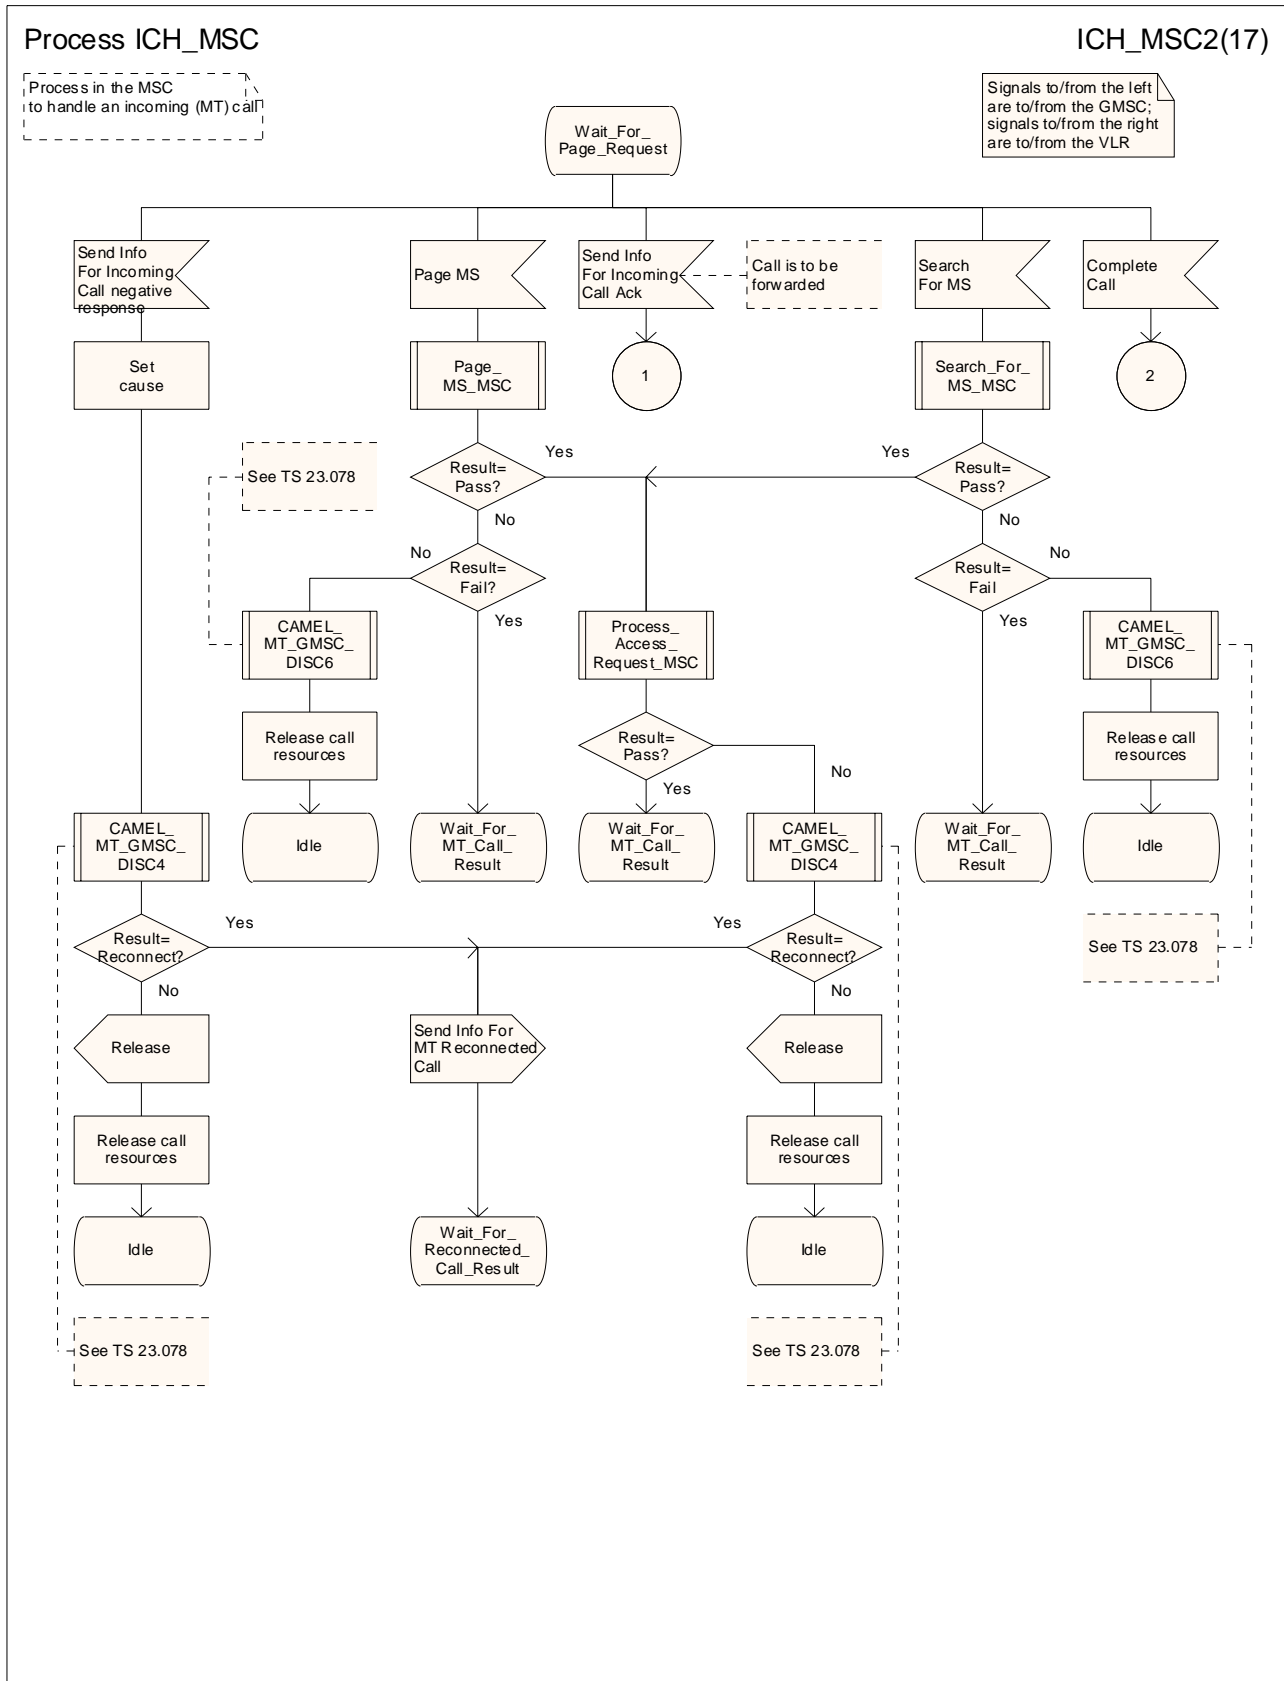 Process ICH_MSC
ICH_MSC2(17)
Process in the MSC
to handle an incoming (MT) call
Signals to/from the left
are to/from the GMSC;
signals to/from the right
are to/from the VLR
Wait_For_
Page_Request
Send Info
For Incoming
Call negative
response
Page MS
Send Info
For Incoming
Call Ack
Call is to be
forwarded
Search
For MS
Complete
Call
Set
cause
Page_
MS_MSC
1
Search_For_
MS_MSC
2
See TS 23.078
Result=
Pass?
Yes
No
Yes
Result=
Pass?
No
No
Result=
Fail?
Yes
Result=
Fail
No
Yes
CAMEL_
MT_GMSC_
DISC6
Process_
Access_
Request_MSC
CAMEL_
MT_GMSC_
DISC6
Release call
resources
Result=
Pass?
No
Yes
Release call
resources
CAMEL_
MT_GMSC_
DISC4
Idle
Wait_For_
MT_Call_
Result
Wait_For_
MT_Call_
Result
CAMEL_
MT_GMSC_
DISC4
Wait_For_
MT_Call_
Result
Idle
Result=
Reconnect?
Yes
No
Yes
Result=
Reconnect?
No
See TS 23.078
Release
Send Info For
MT Reconnected
Call
Release
Release call
resources
Release call
resources
Idle
Wait_For_
Reconnected_
Call_Result
Idle
See TS 23.078
See TS 23.078